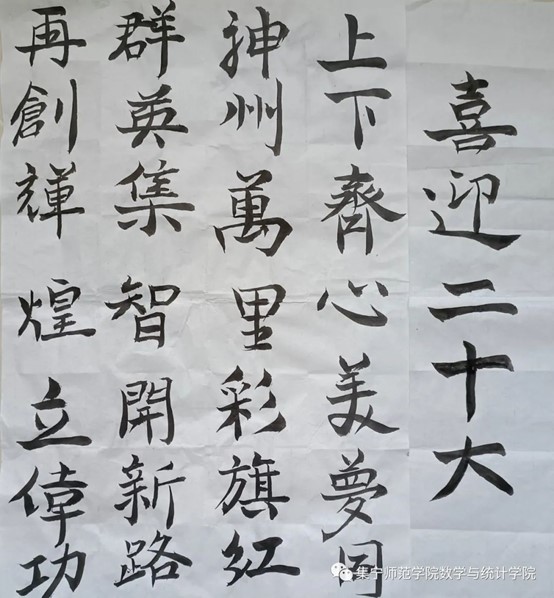 喜迎二十大
上下齊心美夢同
神州萬里彩旗紅
群英集智開新路
再創輝煌立偉功
集宁师范学院数学与统计学院